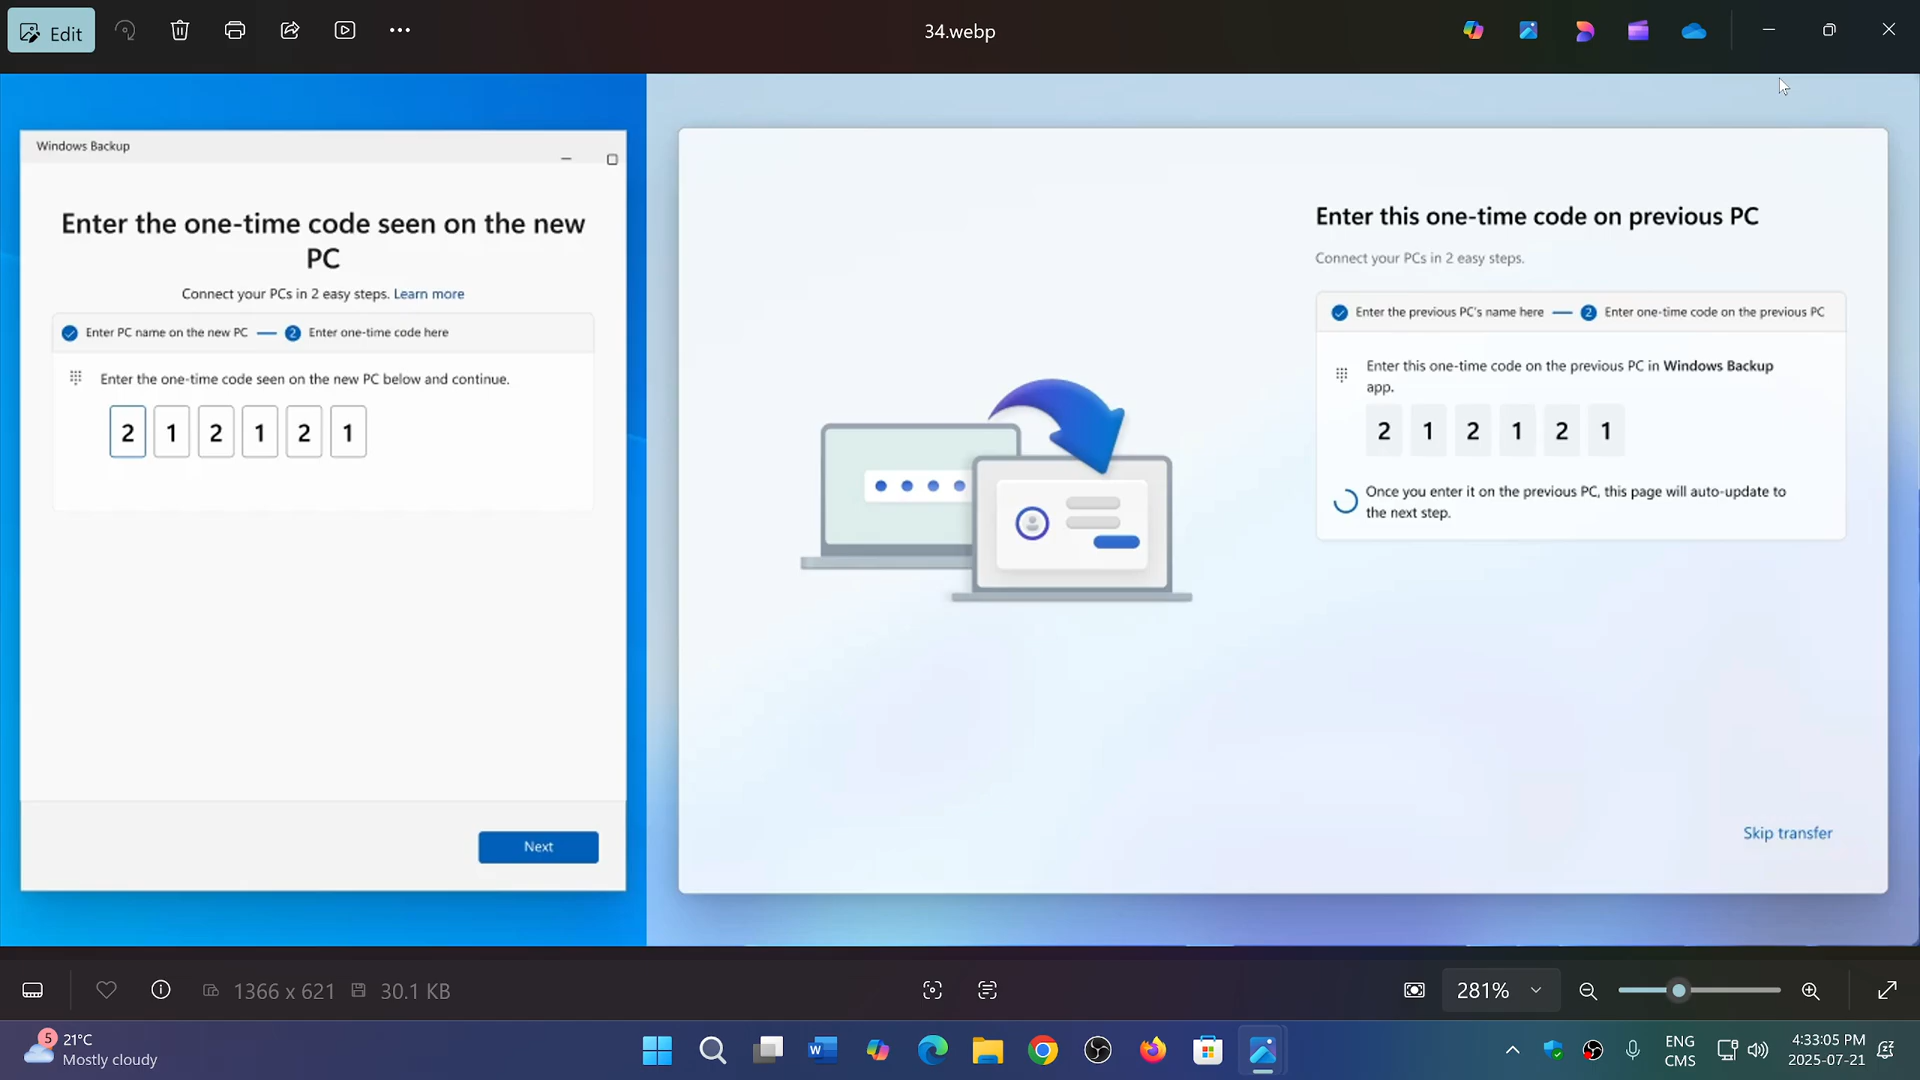 Edit
34.webp
Windows Backup
Enter the one-time code seen on the new
PC
Connect your PCs in 2 easy steps. Learn more
Enter PC name on the new PC
2 Enter one-time code here
Enter the one-time code seen on the new PC below and continue.
2 1 2 1 2 1
Next
Enter this one-time code on previous PC
Connect your PCs in 2 easy steps.
Enter the previous PC's name here
2 Enter one-time code on the previous PC
Enter this one-time code on the previous PC in Windows Backup
app.
2 1 2 1 2 1
Once you enter it on the previous PC, this page will auto-update to
the next step.
Skip transfer
1366 x 621
30.1 KB
281%
5
21°C
Mostly cloudy
W
ENG
CMS
4:33:05 PM
2025-07-21